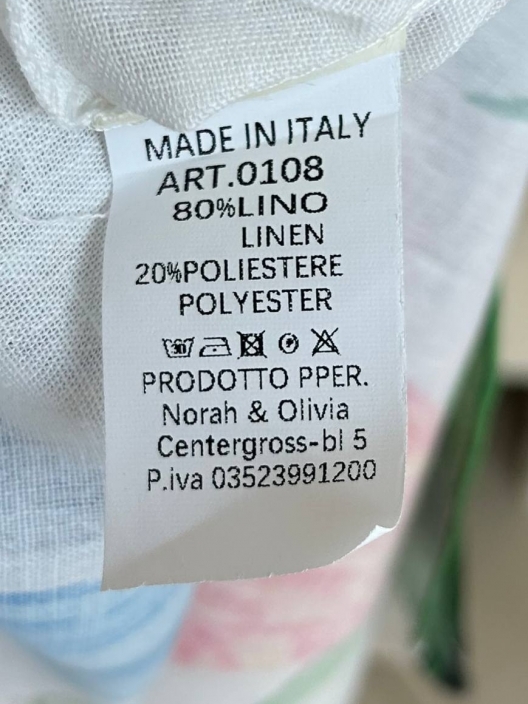 MADE IN ITALY
ART.0108
80%LINO
LINEN
20%POLIESTERE
POLYESTER
PRODOTTO PPER.
Norah & Olivia
Centergross-bl 5
P.iva 03523991200